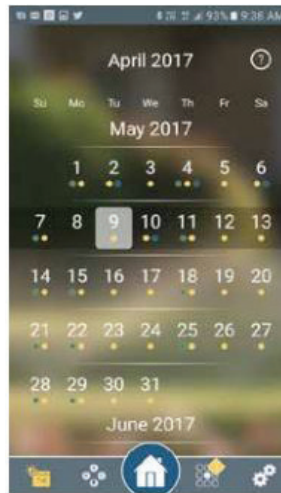 93% 9:38 AM
April 2017 ?
Su Mo Tu We Th Fr Sa
May 2017
1 2 3 4 5 6
7 8 9 10 11 12 13
14 15 16 17 18 19 20
21 22 23 24 25 26 27
28 29 30 31
June 2017